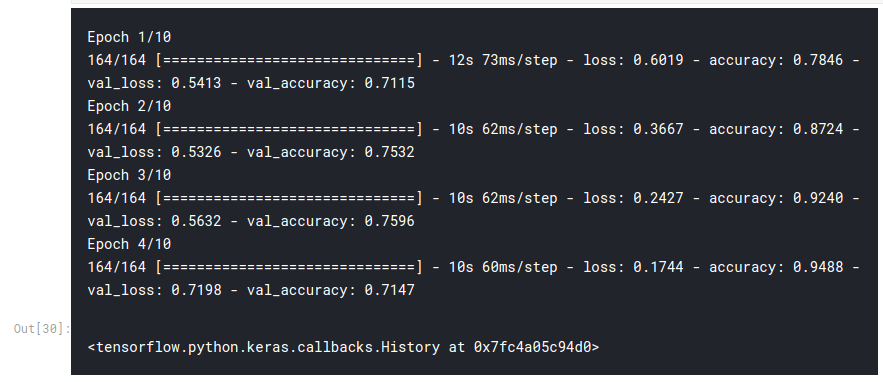 Epoch 1/10
164/164 [==============================] - 12s 73ms/step - loss: 0.6019 - accuracy: 0.7846 -
val_loss: 0.5413 - val_accuracy: 0.7115
Epoch 2/10
164/164 [==============================] - 10s 62ms/step - loss: 0.3667 - accuracy: 0.8724 -
val_loss: 0.5326 - val_accuracy: 0.7532
Epoch 3/10
164/164 [==============================] - 10s 62ms/step - loss: 0.2427 - accuracy: 0.9240 -
val_loss: 0.5632 - val_accuracy: 0.7596
Epoch 4/10
164/164 [==============================] - 10s 60ms/step - loss: 0.1744 - accuracy: 0.9488 -
val_loss: 0.7198 - val_accuracy: 0.7147
Out[30]:
<tensorflow.python.keras.callbacks.History at 0x7fc4a05c94d0>